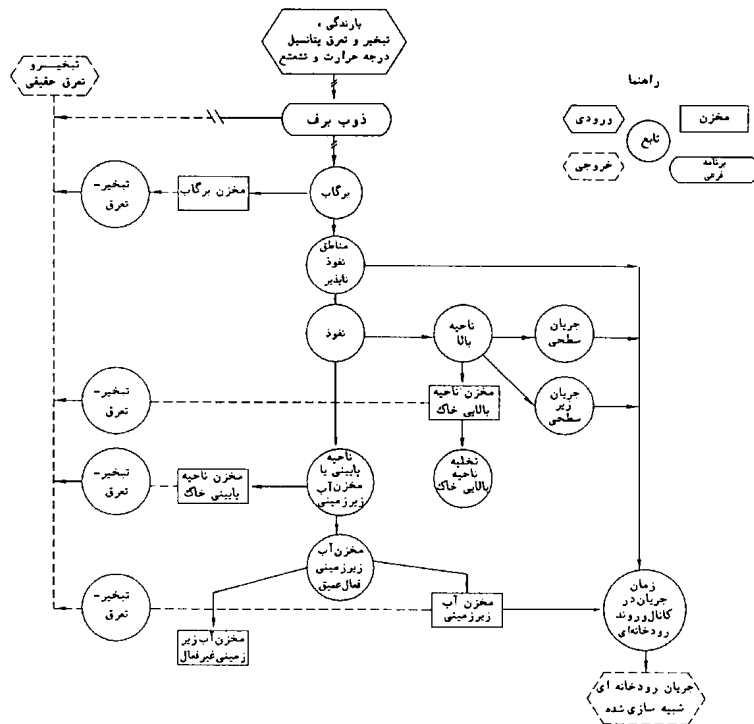 بارندگی ،
تبخیر و تعرق پتانسیل
درجه حرارت و تشعشع
تبخیر و
تعرق حقیقی
راهنما
ورودی
مخزن
تابع
خروجی
برنامه
فرعی
ذوب برف
برگاب
مخزن برگاب
تبخیر-
تعرق
مناطق
نفوذ
ناپذیر
نفوذ
ناحیه
بالا
جریان
سطحی
جریان
زیر
سطحی
مخزن ناحیه
بالایی خاک
تبخیر-
تعرق
تخلیه
ناحیه
بالایی خاک
ناحیه
پایینی یا
مخزن آب
زیرزمینی
مخزن ناحیه
پایینی خاک
تبخیر-
تعرق
مخزن آب
زیرزمینی
فعال عمیق
مخزن آب
زیرزمینی
تبخیر-
تعرق
مخزن آب زیر
زمینی غیر فعال
زمان
جریان در
کانال و روند
رودخانه‌ای
جریان رودخانه ای
شبیه سازی شده